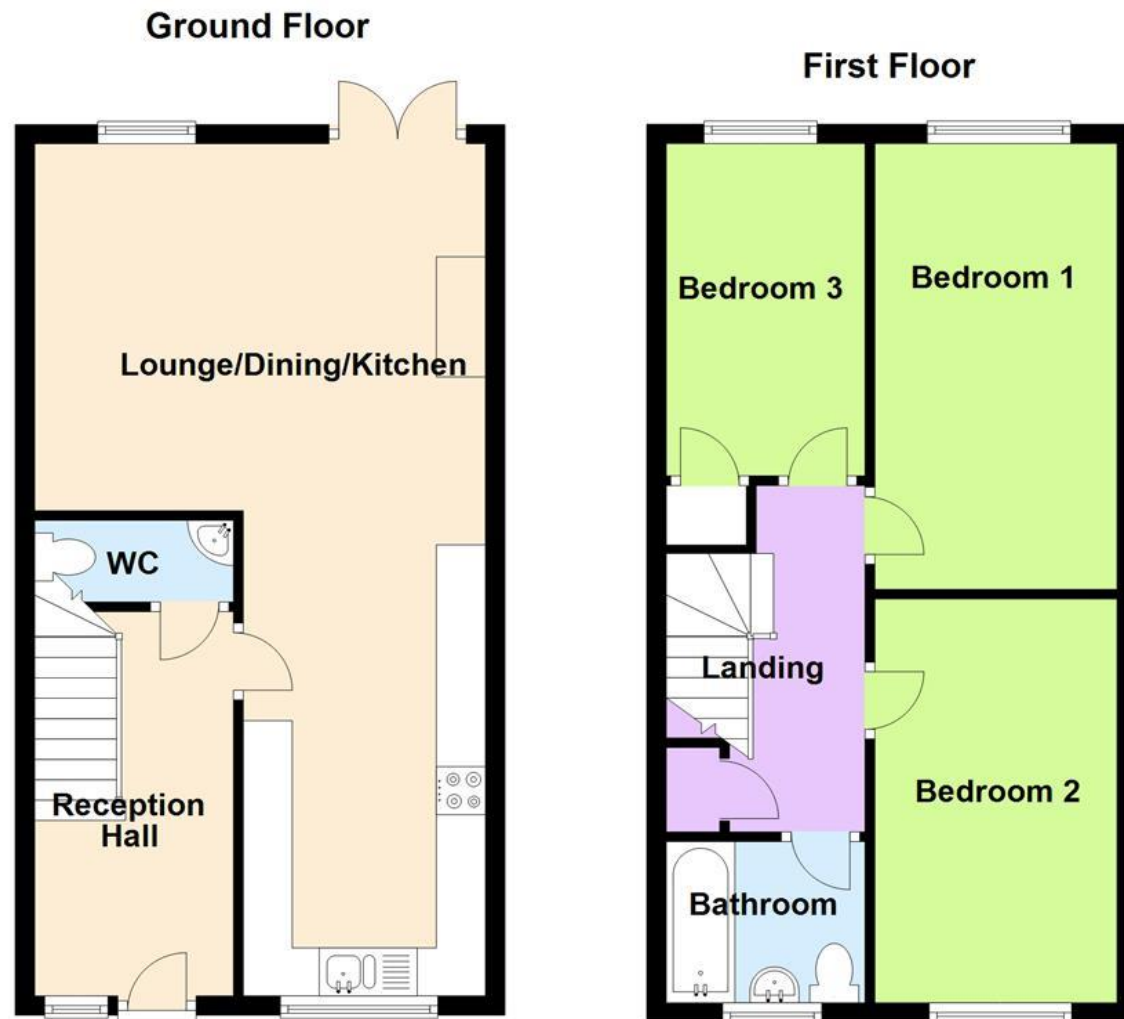 Ground Floor
First Floor
Lounge/Dining/Kitchen
WC
Reception
Hall
Bedroom 3
Bedroom 1
Landing
Bedroom 2
Bathroom